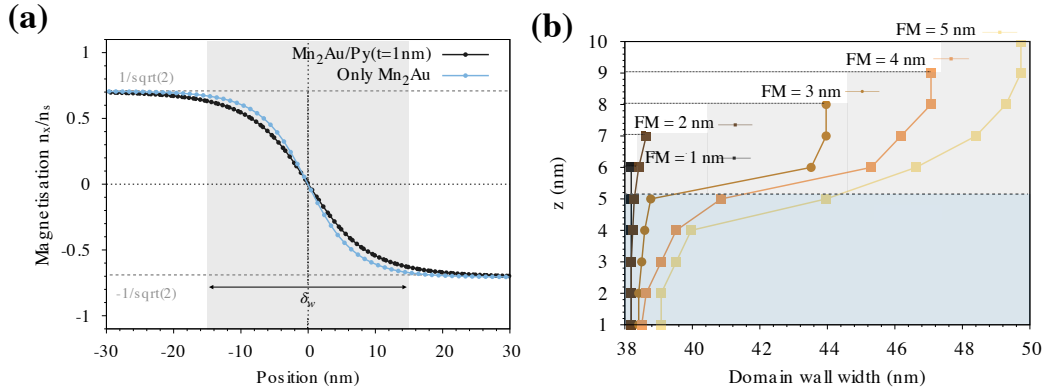 (a)
Magnetisation n_x/n_s
1
0.5
0
-0.5
-1
1/sqrt(2)
-1/sqrt(2)
Mn₂Au/Py(t=1nm)
Only Mn₂Au
δ_w
-30 -20 -10 0 10 20 30
Position (nm)
(b)
z (nm)
10
9
8
7
6
5
4
3
2
1
FM = 5 nm
FM = 4 nm
FM = 3 nm
FM = 2 nm
FM = 1 nm
38 40 42 44 46 48 50
Domain wall width (nm)